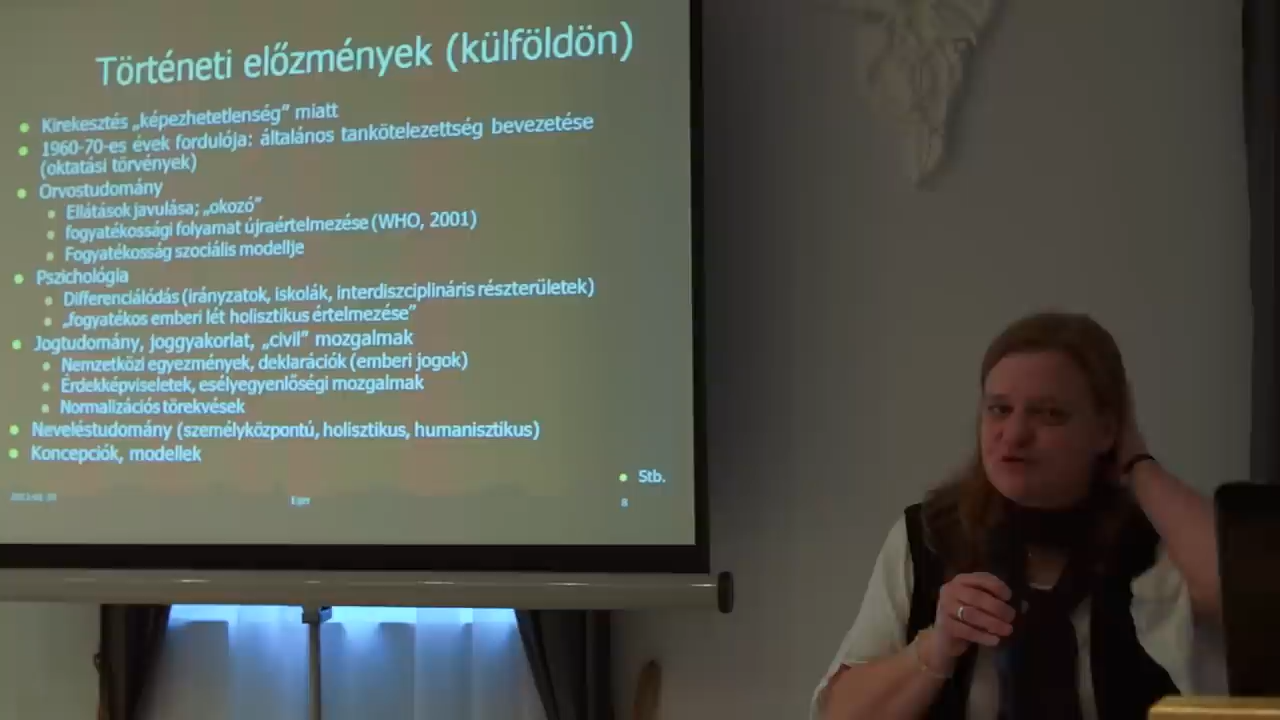 Történeti előzmények (külföldön)
Kirekesztés „képezhetetlenség” miatt
1960-70-es évek fordulója: általános tankötelezettség bevezetése
(oktatási törvények)
Orvostudomány
Ellátások javulása; „okozó”
fogyatékossági folyamat újraértelmezése (WHO, 2001)
Fogyatékosság szociális modellje
Pszichológia
Differenciálódás (irányzatok, iskolák, interdiszciplináris részterületek)
„fogyatékos emberi lét holisztikus értelmezése”
Jogtudomány, joggyakorlat, „civil” mozgalmak
Nemzetközi egyezmények, deklarációk (emberi jogok)
Érdekképviseletek, esélyegyenlőségi mozgalmak
Normalizációs törekvések
Neveléstudomány (személyközpontú, holisztikus, humanisztikus)
Koncepciók, modellek
Stb.
Eger
8